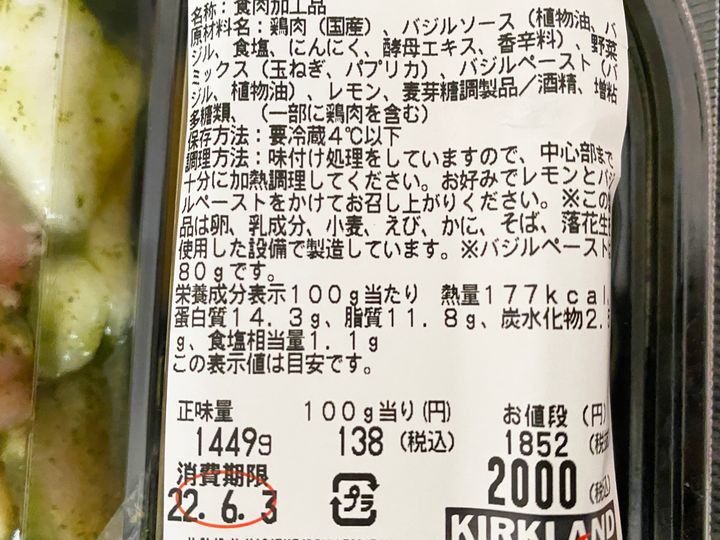 名称：食肉加工品
原材料名：鶏肉（国産）、バジルソース（植物油、バ
ジル、食塩、にんにく、酵母エキス、香辛料）、野菜
ミックス（玉ねぎ、パプリカ）、バジルペースト（バ
ジル、植物油）、レモン、麦芽糖調製品／酒精、増粘
多糖類、（一部に鶏肉を含む）
保存方法：要冷蔵４℃以下
調理方法：味付け処理をしていますので、中心部まで
十分に加熱調理してください。お好みでレモンとバジ
ルペーストをかけてお召し上がりください。※この
品は卵、乳成分、小麦、えび、かに、そば、落花生
使用した設備で製造しています。※バジルペースト
８０ｇです。
栄養成分表示１００ｇ当たり　熱量１７７ｋｃａｌ、
蛋白質１４．３ｇ、脂質１１．８ｇ、炭水化物２．
ｇ、食塩相当量１．１ｇ
この表示値は目安です。
正味量 １００ｇ当り(円) お値段（円）
1449g 138（税込） 1852（税
消費期限 2000（税込）
22. 6. 3 プラ
KIRKLAND